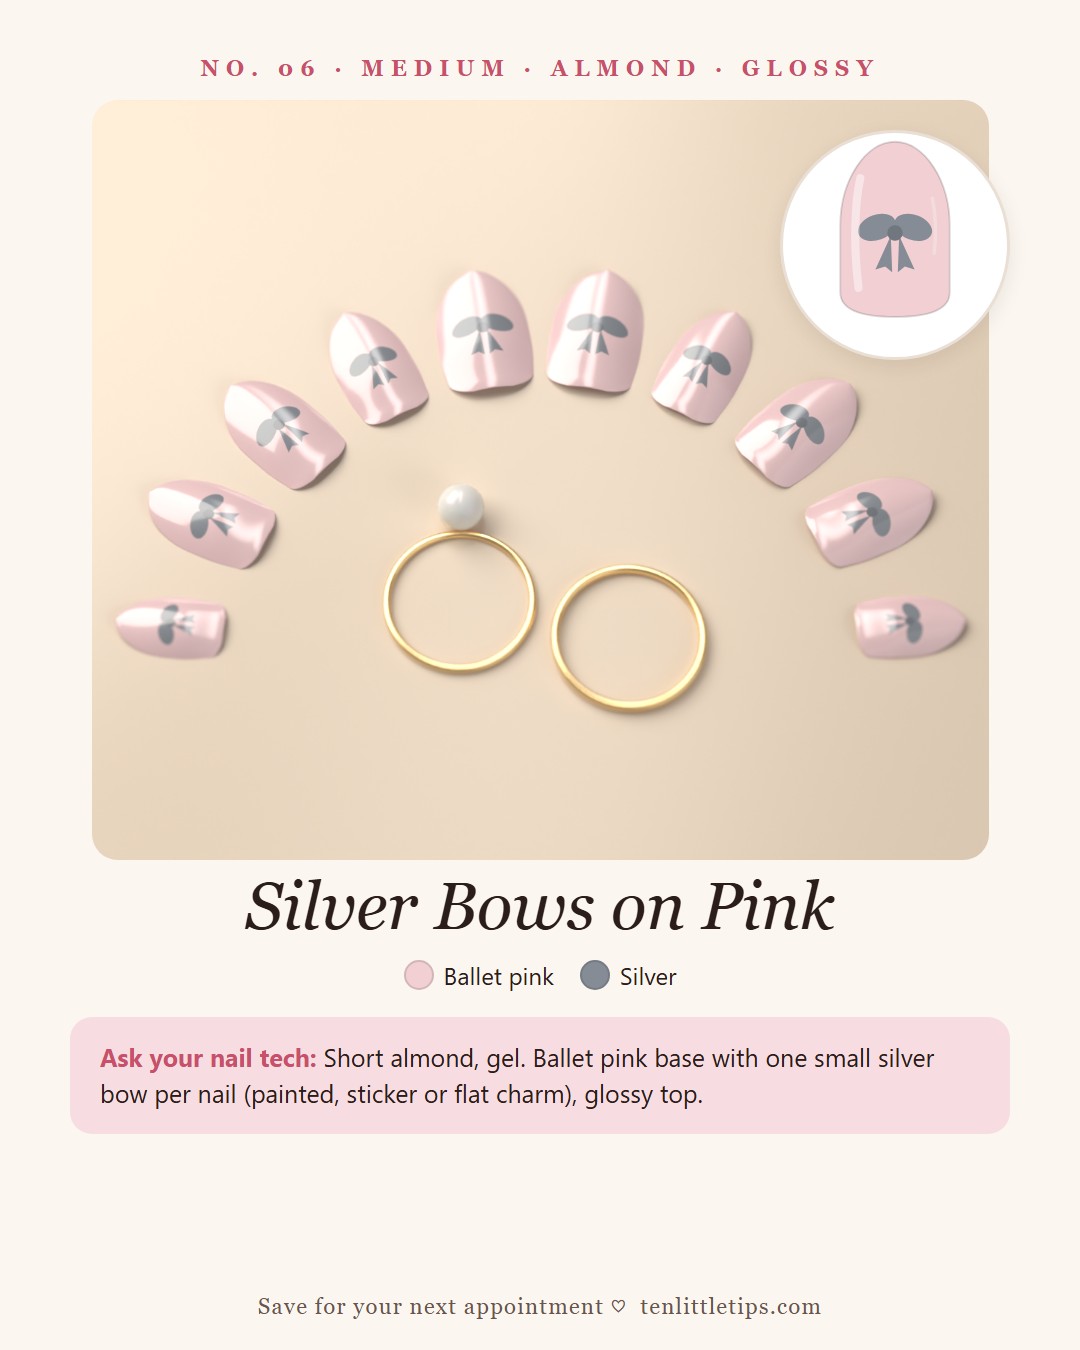 NO. 06 · MEDIUM · ALMOND · GLOSSY
Silver Bows on Pink
Ballet pink Silver
Ask your nail tech: Short almond, gel. Ballet pink base with one small silver
bow per nail (painted, sticker or flat charm), glossy top.
Save for your next appointment ♡ tenlittletips.com